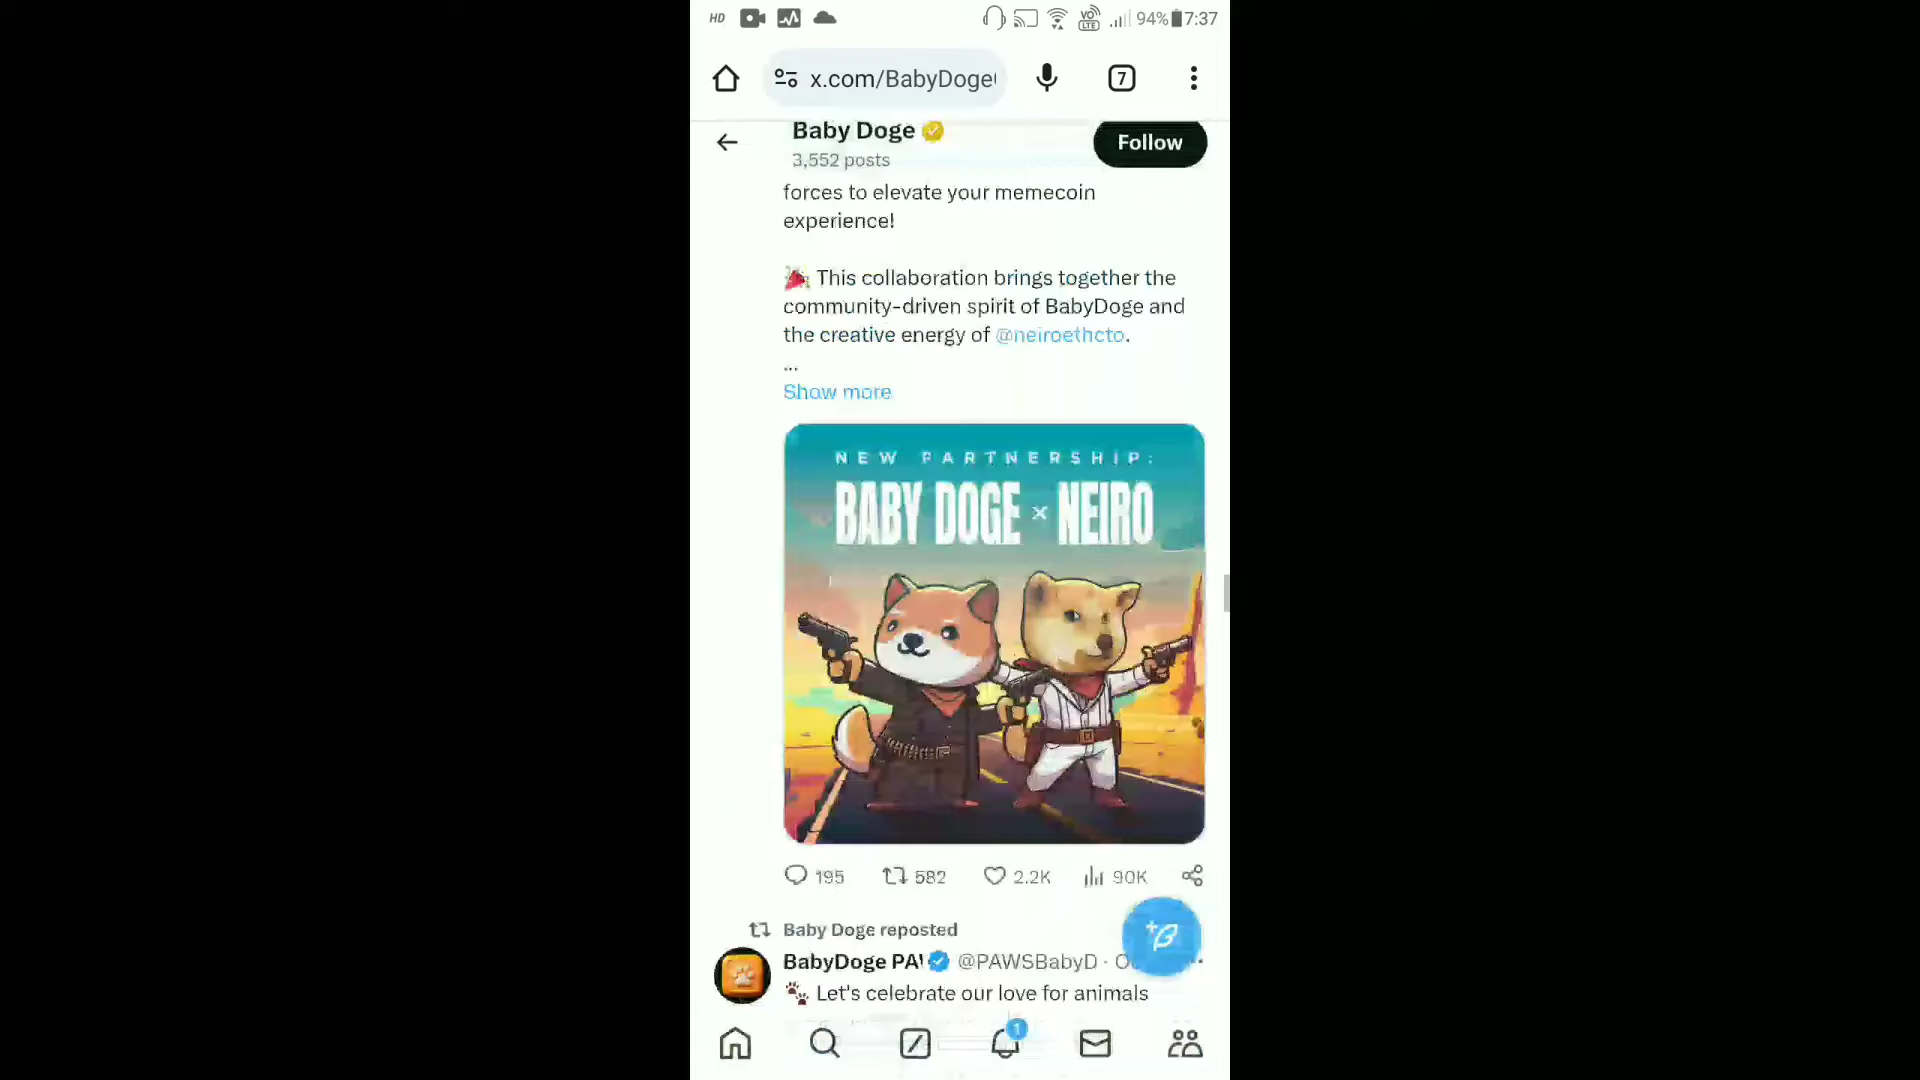 HD
VO LTE
94% 7:37
x.com/BabyDoge
7
Baby Doge
3,552 posts
Follow
forces to elevate your memecoin
experience!
This collaboration brings together the
community-driven spirit of BabyDoge and
the creative energy of @neiroethcto.
...
Show more
NEW PARTNERSHIP:
BABY DOGE × NEIRO
195 582 2.2K 90K
Baby Doge reposted
BabyDoge PA @PAWSBabyD · O
Let's celebrate our love for animals
1